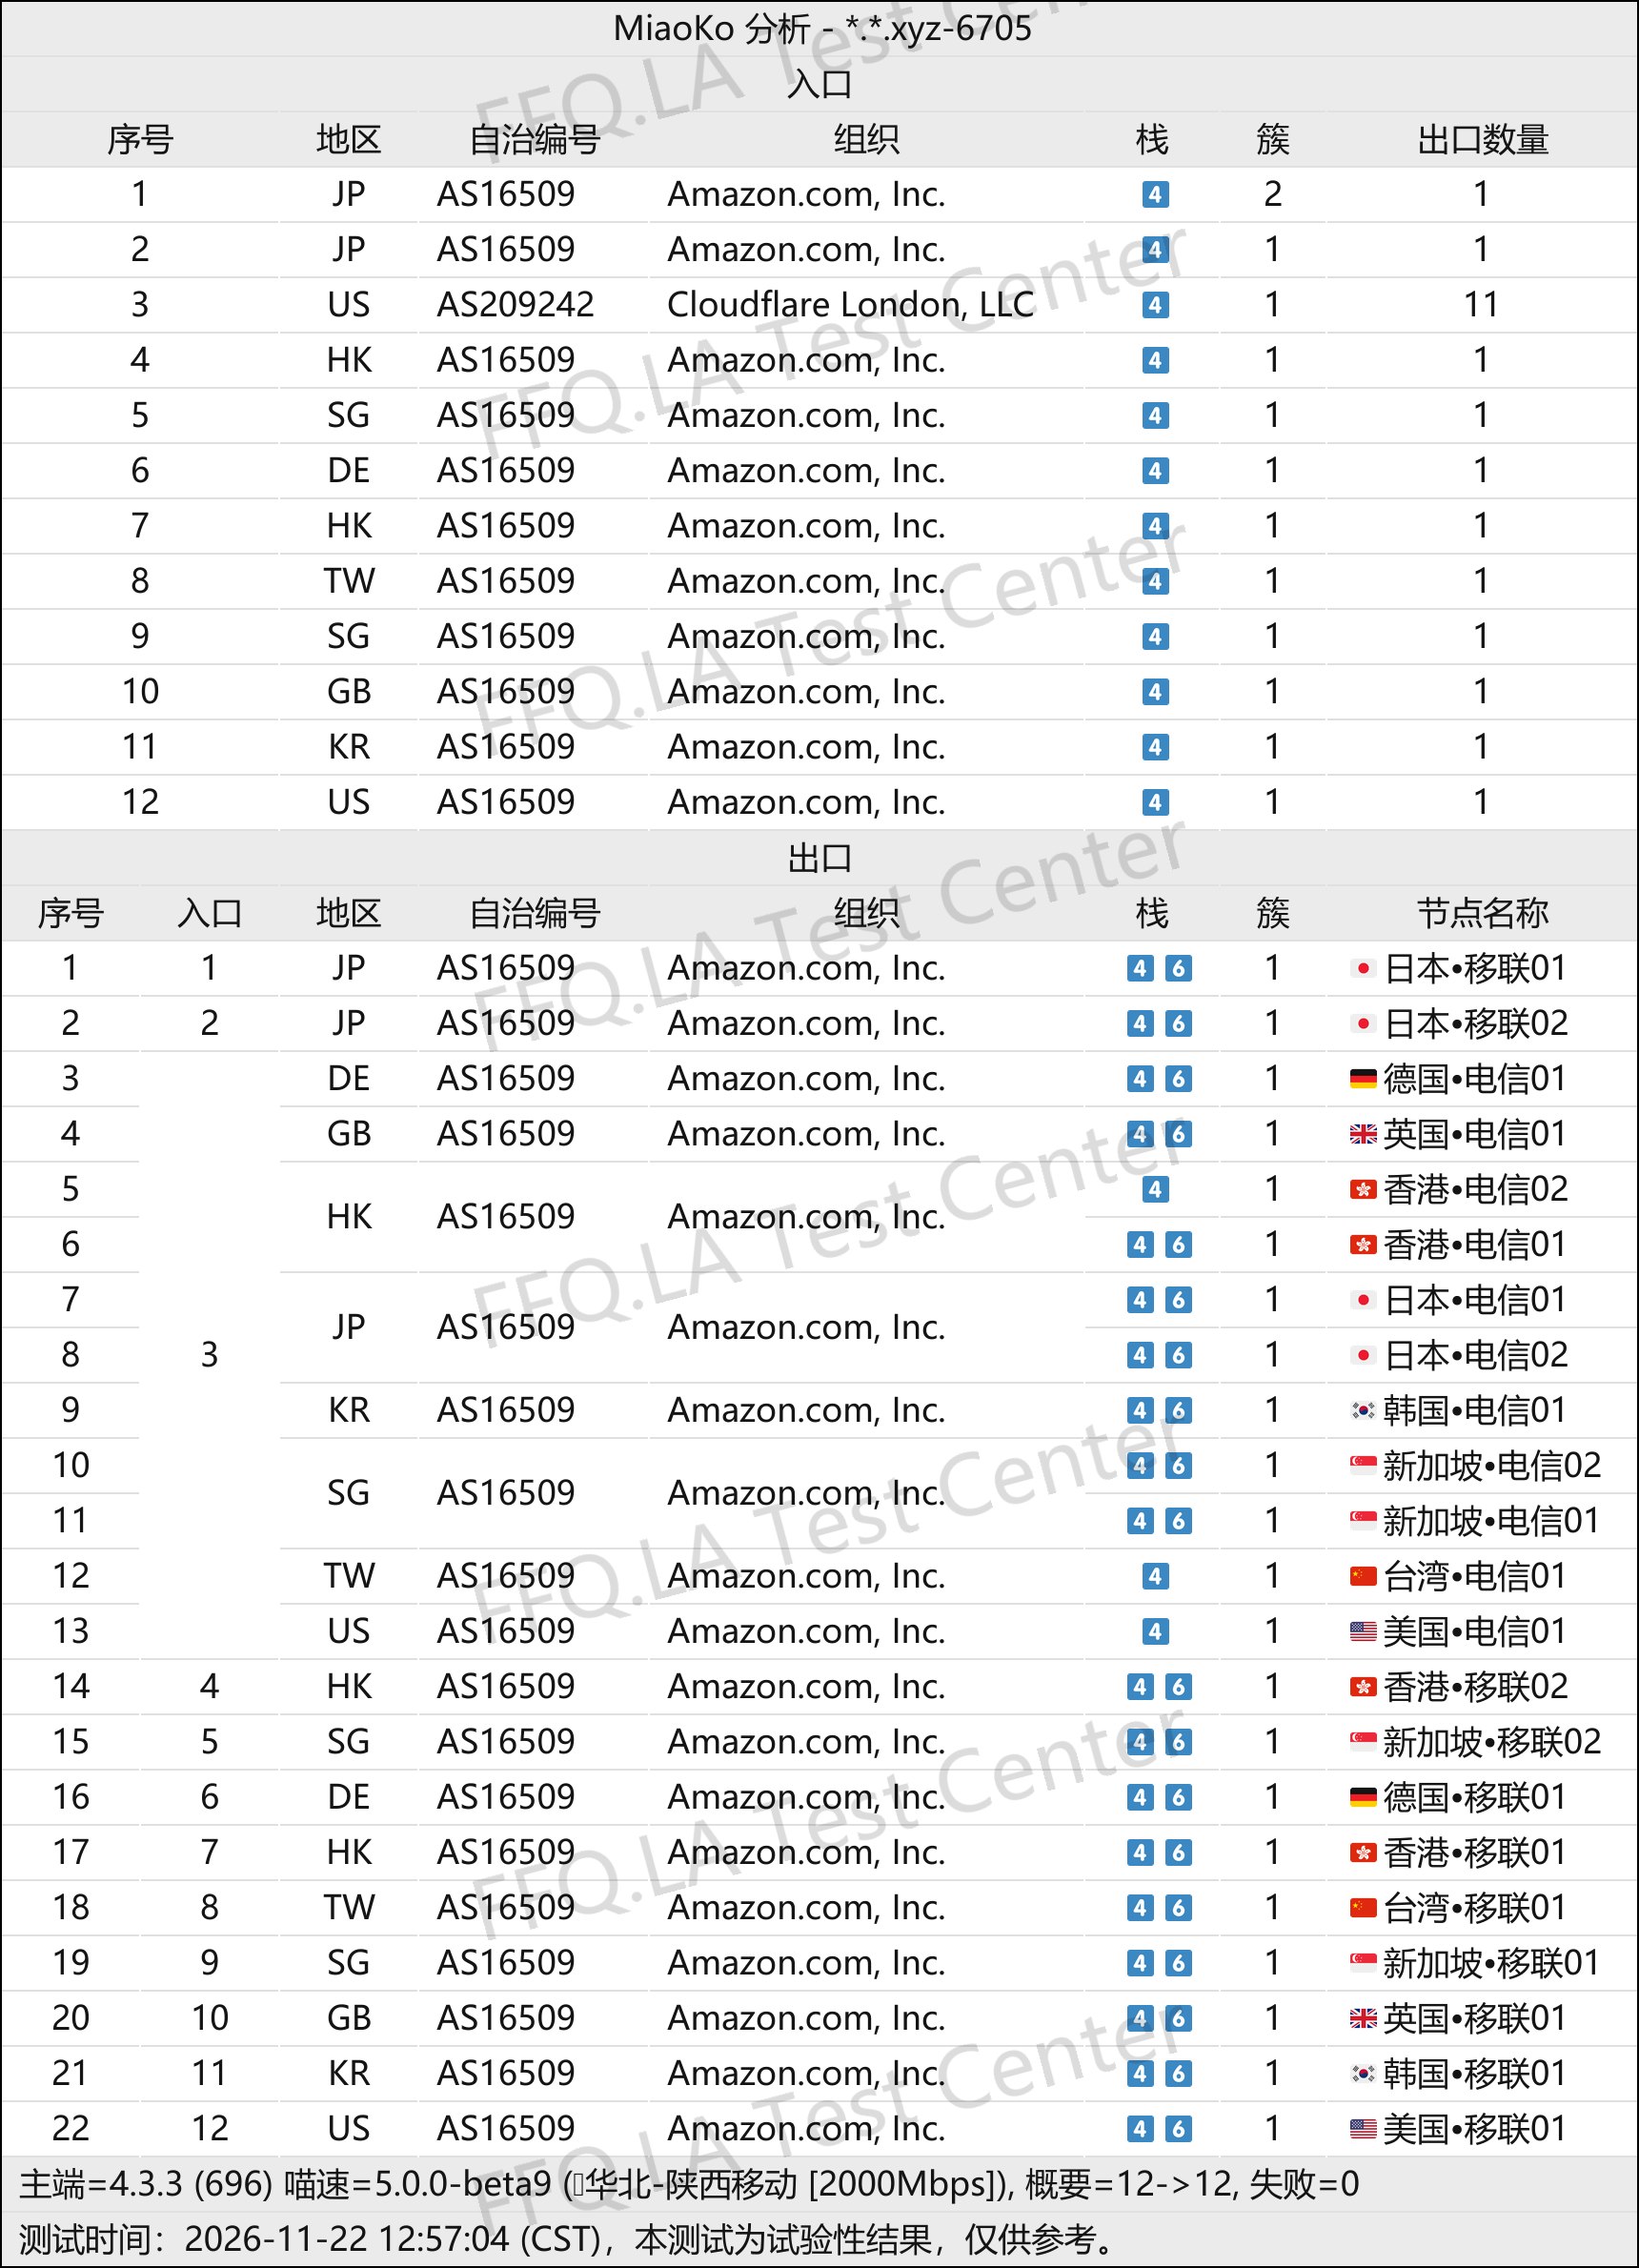 MiaoKo 分析 - *.*.xyz-6705
入口
序号 地区 自治编号 组织 栈 簇 出口数量
1 JP AS16509 Amazon.com, Inc. 4 2 1
2 JP AS16509 Amazon.com, Inc. 4 1 1
3 US AS209242 Cloudflare London, LLC 4 1 11
4 HK AS16509 Amazon.com, Inc. 4 1 1
5 SG AS16509 Amazon.com, Inc. 4 1 1
6 DE AS16509 Amazon.com, Inc. 4 1 1
7 HK AS16509 Amazon.com, Inc. 4 1 1
8 TW AS16509 Amazon.com, Inc. 4 1 1
9 SG AS16509 Amazon.com, Inc. 4 1 1
10 GB AS16509 Amazon.com, Inc. 4 1 1
11 KR AS16509 Amazon.com, Inc. 4 1 1
12 US AS16509 Amazon.com, Inc. 4 1 1
出口
序号 入口 地区 自治编号 组织 栈 簇 节点名称
1 1 JP AS16509 Amazon.com, Inc. 4 6 1 日本•移联01
2 2 JP AS16509 Amazon.com, Inc. 4 6 1 日本•移联02
3 DE AS16509 Amazon.com, Inc. 4 6 1 德国•电信01
4 GB AS16509 Amazon.com, Inc. 4 6 1 英国•电信01
5 HK AS16509 Amazon.com, Inc. 4 1 香港•电信02
6 4 6 1 香港•电信01
7 JP AS16509 Amazon.com, Inc. 4 6 1 日本•电信01
8 3 4 6 1 日本•电信02
9 KR AS16509 Amazon.com, Inc. 4 6 1 韩国•电信01
10 SG AS16509 Amazon.com, Inc. 4 6 1 新加坡•电信02
11 4 6 1 新加坡•电信01
12 TW AS16509 Amazon.com, Inc. 4 1 台湾•电信01
13 US AS16509 Amazon.com, Inc. 4 1 美国•电信01
14 4 HK AS16509 Amazon.com, Inc. 4 6 1 香港•移联02
15 5 SG AS16509 Amazon.com, Inc. 4 6 1 新加坡•移联02
16 6 DE AS16509 Amazon.com, Inc. 4 6 1 德国•移联01
17 7 HK AS16509 Amazon.com, Inc. 4 6 1 香港•移联01
18 8 TW AS16509 Amazon.com, Inc. 4 6 1 台湾•移联01
19 9 SG AS16509 Amazon.com, Inc. 4 6 1 新加坡•移联01
20 10 GB AS16509 Amazon.com, Inc. 4 6 1 英国•移联01
21 11 KR AS16509 Amazon.com, Inc. 4 6 1 韩国•移联01
22 12 US AS16509 Amazon.com, Inc. 4 6 1 美国•移联01
主端=4.3.3 (696) 喵速=5.0.0-beta9 (华北-陕西移动 [2000Mbps]), 概要=12->12, 失败=0
测试时间：2026-11-22 12:57:04 (CST)，本测试为试验性结果，仅供参考。
FFQ.LA Test Center
FFQ.LA Test Center
FFQ.LA Test Center
FFQ.LA Test Center
FFQ.LA Test Center
FFQ.LA Test Center
FFQ.LA Test Center
FFQ.LA Test Center